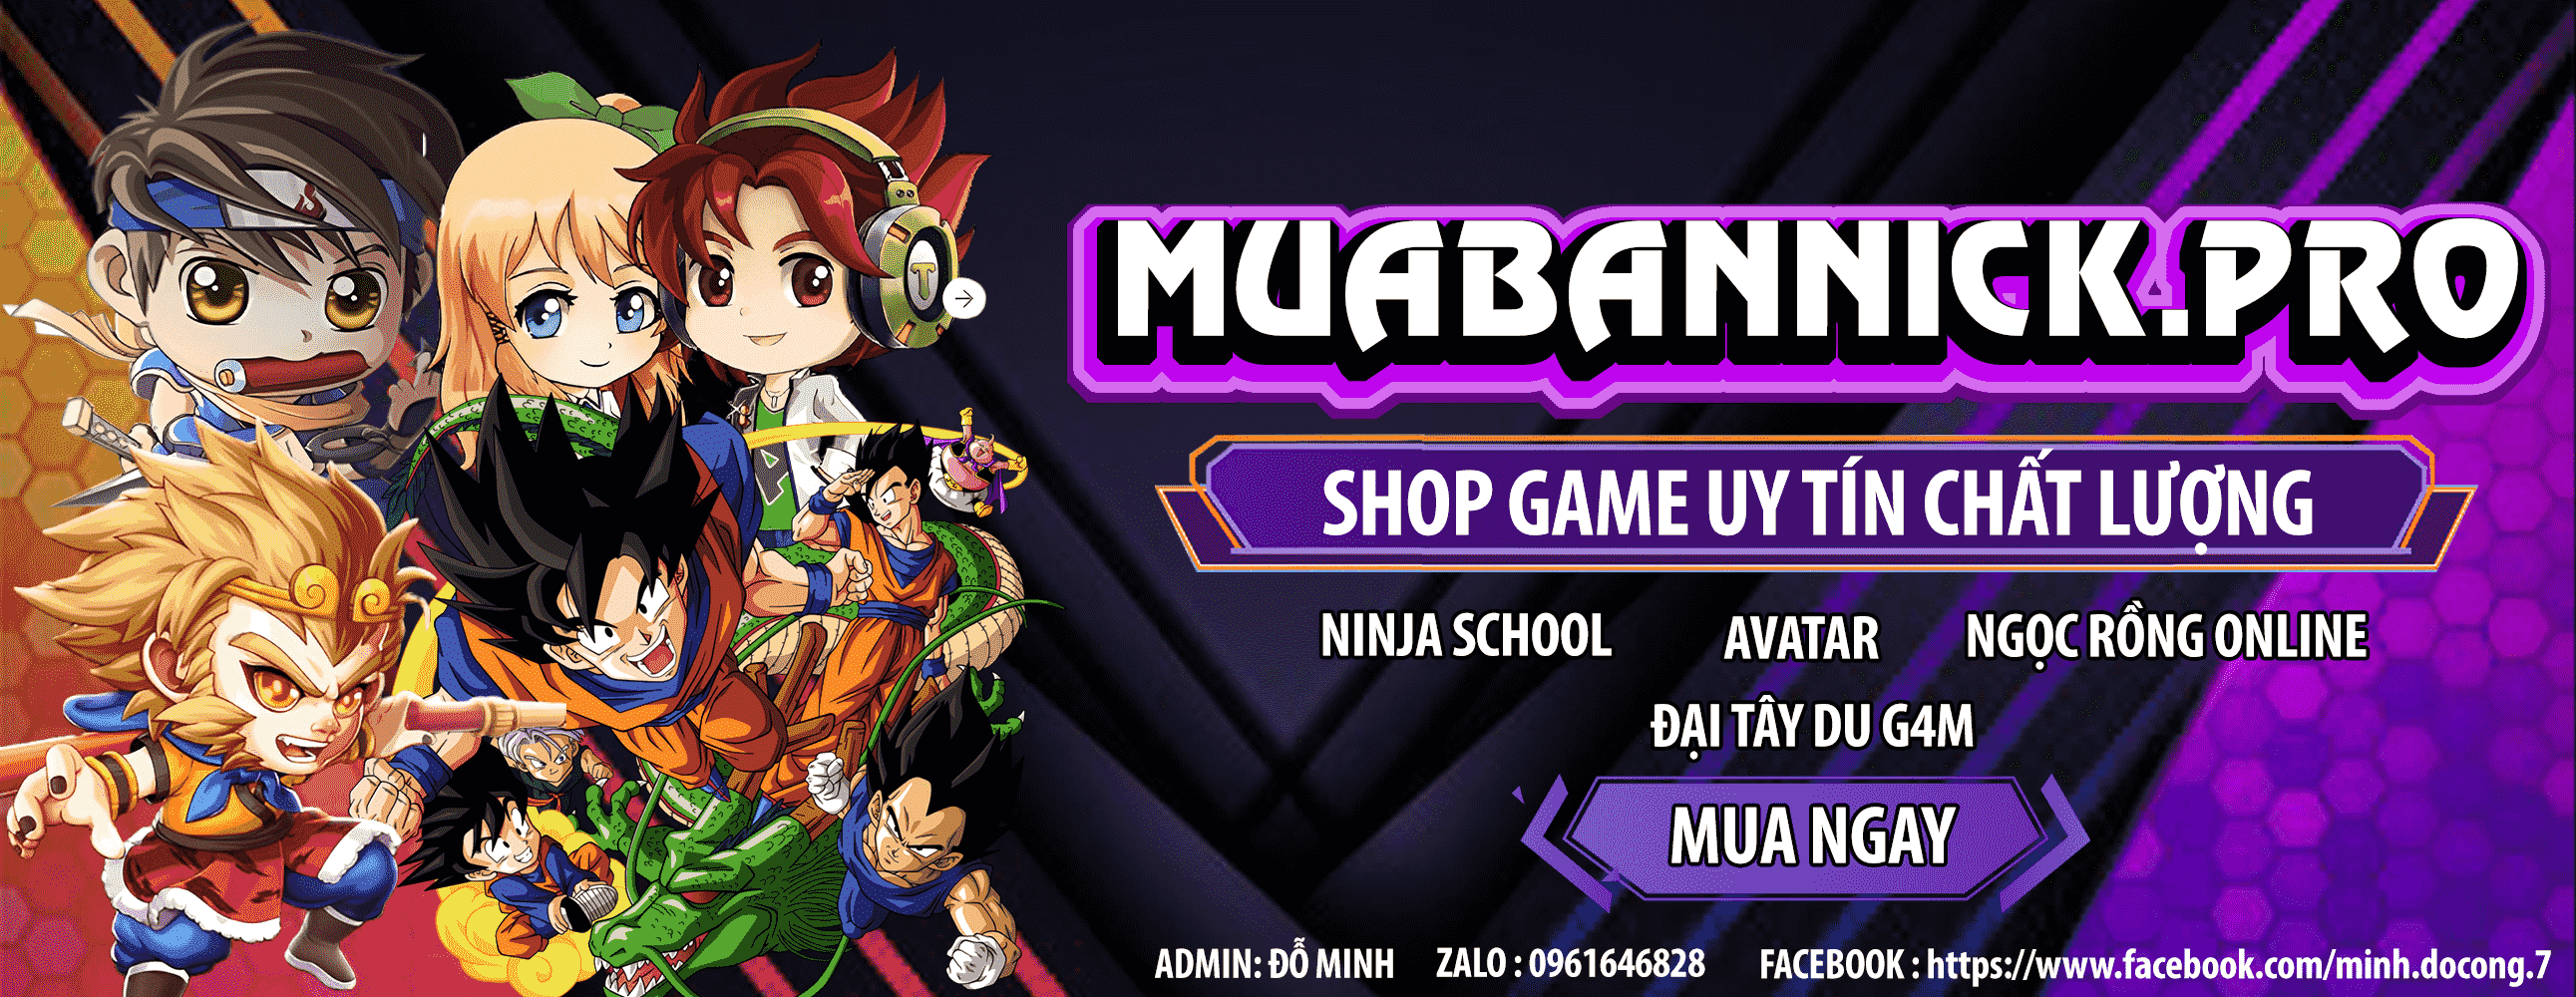 MUABANNICK.PRO
SHOP GAME UY TÍN CHẤT LƯỢNG
NINJA SCHOOL AVATAR NGỌC RỒNG ONLINE
ĐẠI TÂY DU G4M
MUA NGAY
ADMIN: ĐỖ MINH ZALO : 0961646828 FACEBOOK : https://www.facebook.com/minh.docong.7
T